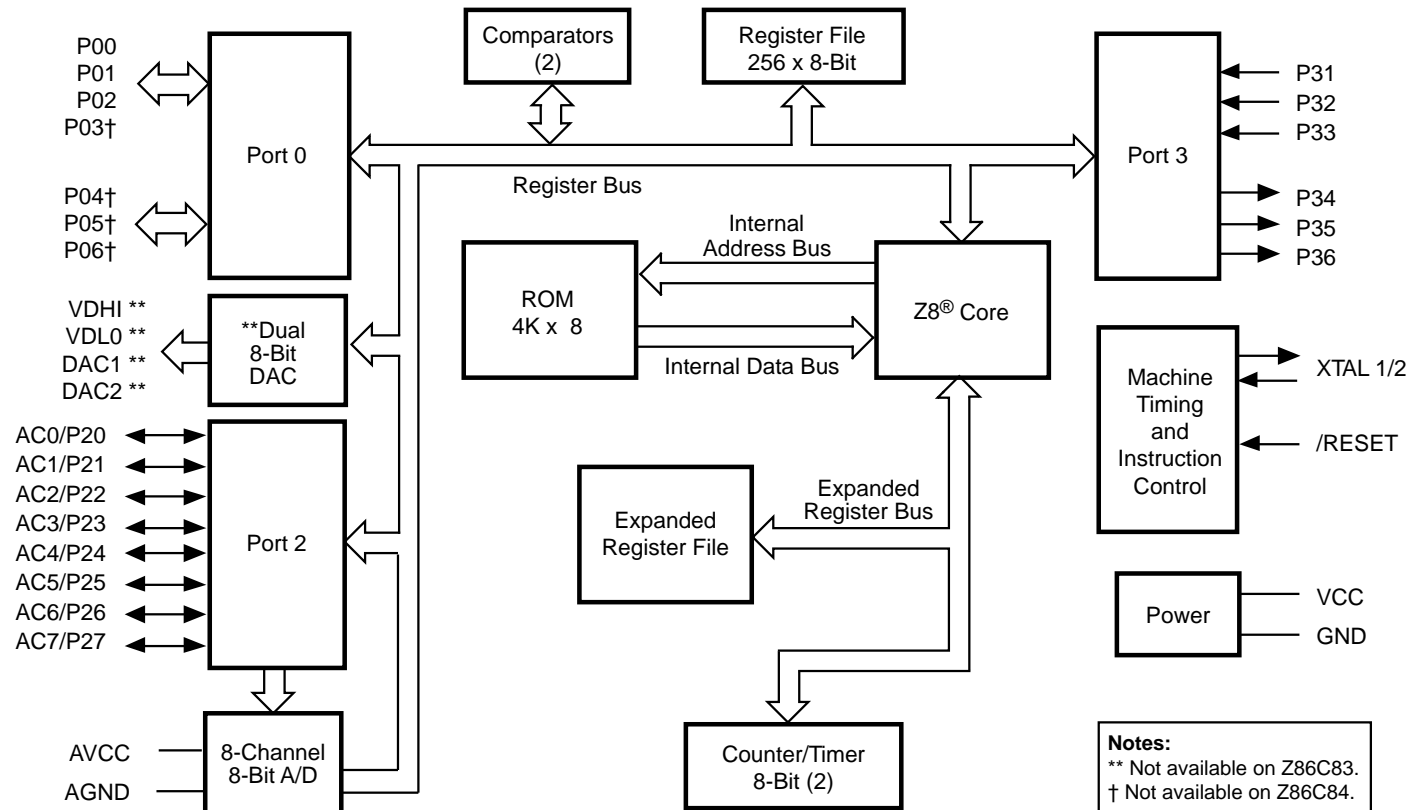 P00
P01
P02
P03†
P04†
P05†
P06†
Port 0
Comparators
(2)
Register File
256 x 8-Bit
Register Bus
Port 3
P31
P32
P33
P34
P35
P36
VDHI **
VDL0 **
DAC1 **
DAC2 **
**Dual
8-Bit
DAC
ROM
4K x 8
Internal
Address Bus
Internal Data Bus
Z8® Core
Machine
Timing
and
Instruction
Control
XTAL 1/2
/RESET
AC0/P20
AC1/P21
AC2/P22
AC3/P23
AC4/P24
AC5/P25
AC6/P26
AC7/P27
Port 2
Expanded
Register File
Expanded
Register Bus
Power
VCC
GND
AVCC
AGND
8-Channel
8-Bit A/D
Counter/Timer
8-Bit (2)
Notes:
** Not available on Z86C83.
† Not available on Z86C84.